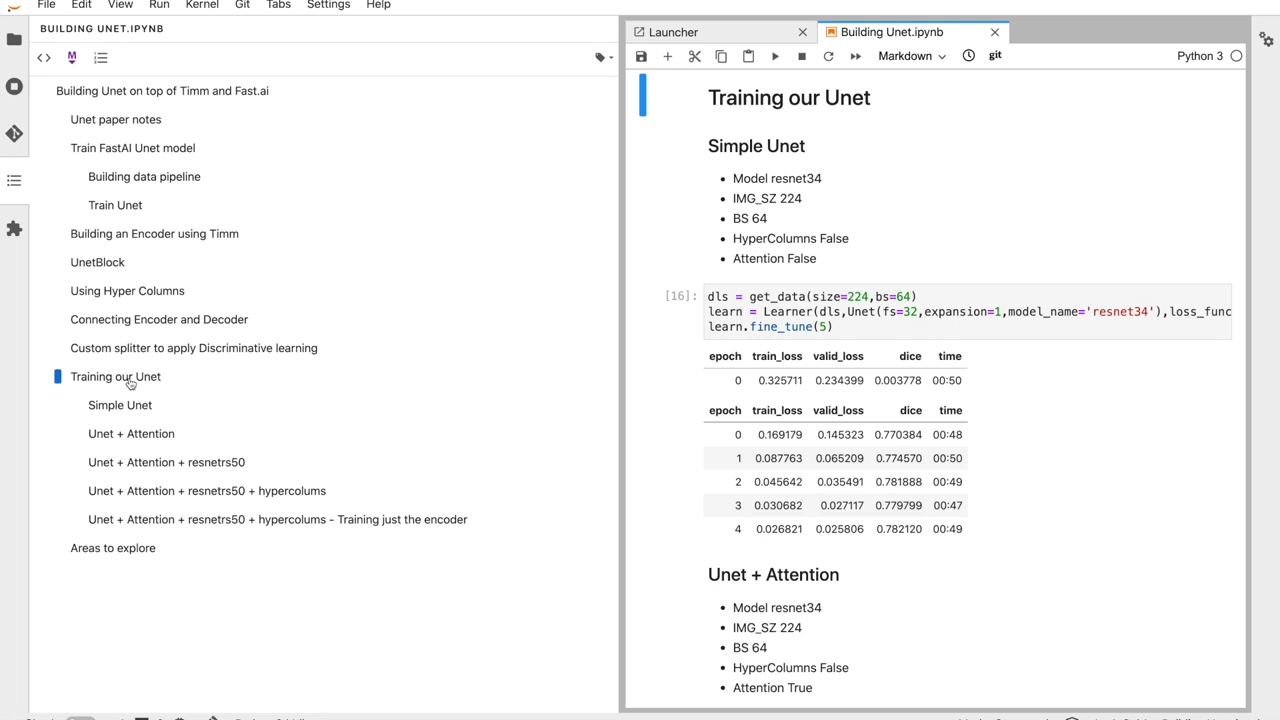 File Edit View Run Kernel Git Tabs Settings Help
BUILDING UNET.IPYNB
Building Unet on top of Timm and Fast.ai
Unet paper notes
Train FastAI Unet model
Building data pipeline
Train Unet
Building an Encoder using Timm
UnetBlock
Using Hyper Columns
Connecting Encoder and Decoder
Custom splitter to apply Discriminative learning
Training our Unet
Simple Unet
Unet + Attention
Unet + Attention + resnetrs50
Unet + Attention + resnetrs50 + hypercolums
Unet + Attention + resnetrs50 + hypercolums - Training just the encoder
Areas to explore
Launcher
Building Unet.ipynb
Markdown
git
Python 3
Training our Unet
Simple Unet
• Model resnet34
• IMG_SZ 224
• BS 64
• HyperColumns False
• Attention False
[16]:
dls = get_data(size=224,bs=64)
learn = Learner(dls,Unet(fs=32,expansion=1,model_name='resnet34'),loss_func
learn.fine_tune(5)
epoch train_loss valid_loss dice time
0 0.325711 0.234399 0.003778 00:50
epoch train_loss valid_loss dice time
0 0.169179 0.145323 0.770384 00:48
1 0.087763 0.065209 0.774570 00:50
2 0.045642 0.035491 0.781888 00:49
3 0.030682 0.027117 0.779799 00:47
4 0.026821 0.025806 0.782120 00:49
Unet + Attention
• Model resnet34
• IMG_SZ 224
• BS 64
• HyperColumns False
• Attention True